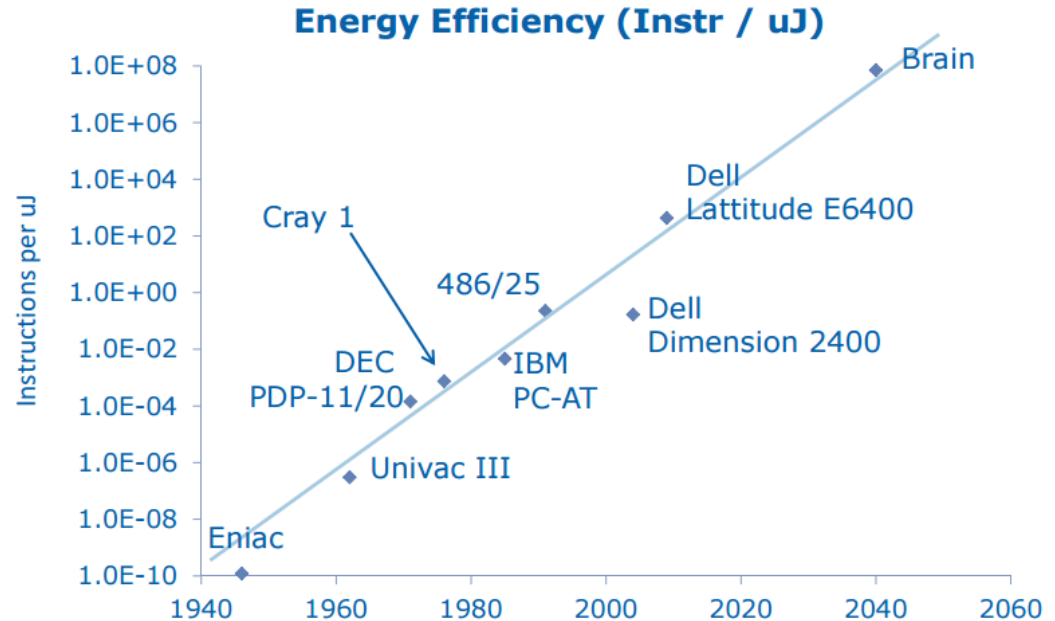 Energy Efficiency (Instr / uJ)
Instructions per uJ
1.0E+08
1.0E+06
1.0E+04
1.0E+02
1.0E+00
1.0E-02
1.0E-04
1.0E-06
1.0E-08
1.0E-10
Brain
Dell
Lattitude E6400
Cray 1
486/25
Dell
Dimension 2400
DEC
PDP-11/20
IBM
PC-AT
Univac III
Eniac
1940
1960
1980
2000
2020
2040
2060